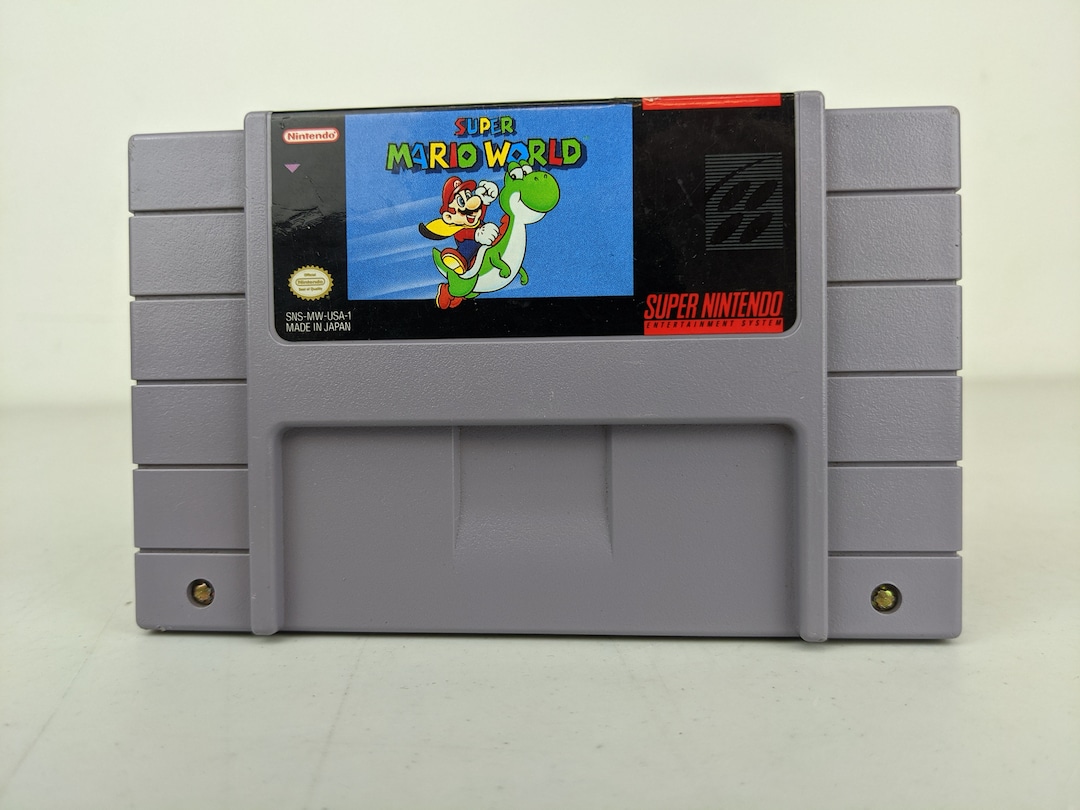 Nintendo®
SUPER
MARIO WORLD
Official
Nintendo
Seal of Quality
SNS-MW-USA-1
MADE IN JAPAN
SUPER NINTENDO
ENTERTAINMENT SYSTEM